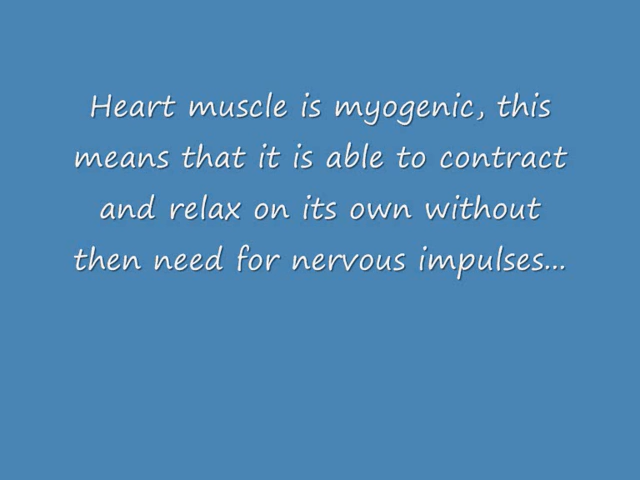 Heart muscle is myogenic, this
means that it is able to contract
and relax on its own without
then need for nervous impulses...